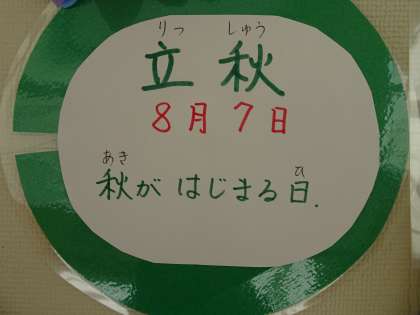 りっ しゅう
立秋
8月7日
あき ひ
秋がはじまる日.